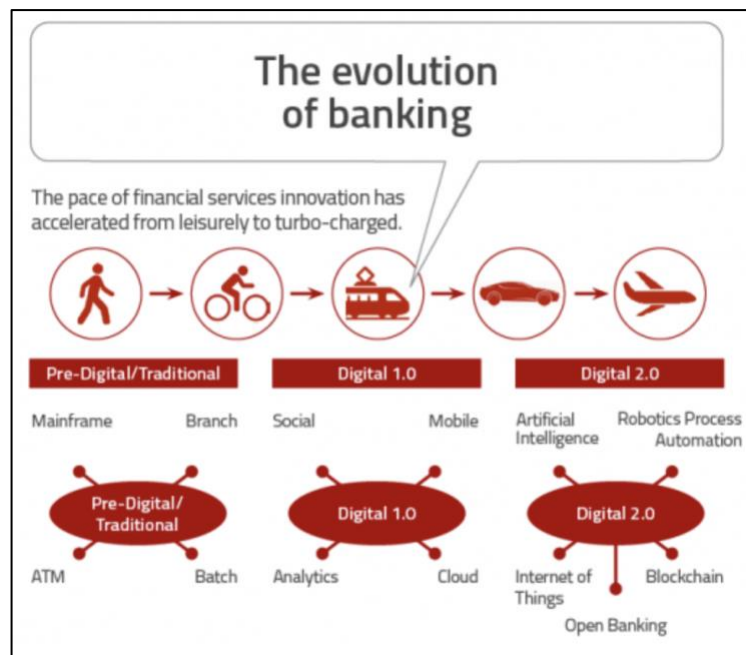 The evolution
of banking
The pace of financial services innovation has
accelerated from leisurely to turbo-charged.
Pre-Digital/Traditional
Digital 1.0
Digital 2.0
Mainframe
Branch
Social
Mobile
Artificial
Intelligence
Robotics Process
Automation
Pre-Digital/
Traditional
Digital 1.0
Digital 2.0
ATM
Batch
Analytics
Cloud
Internet of
Things
Blockchain
Open Banking